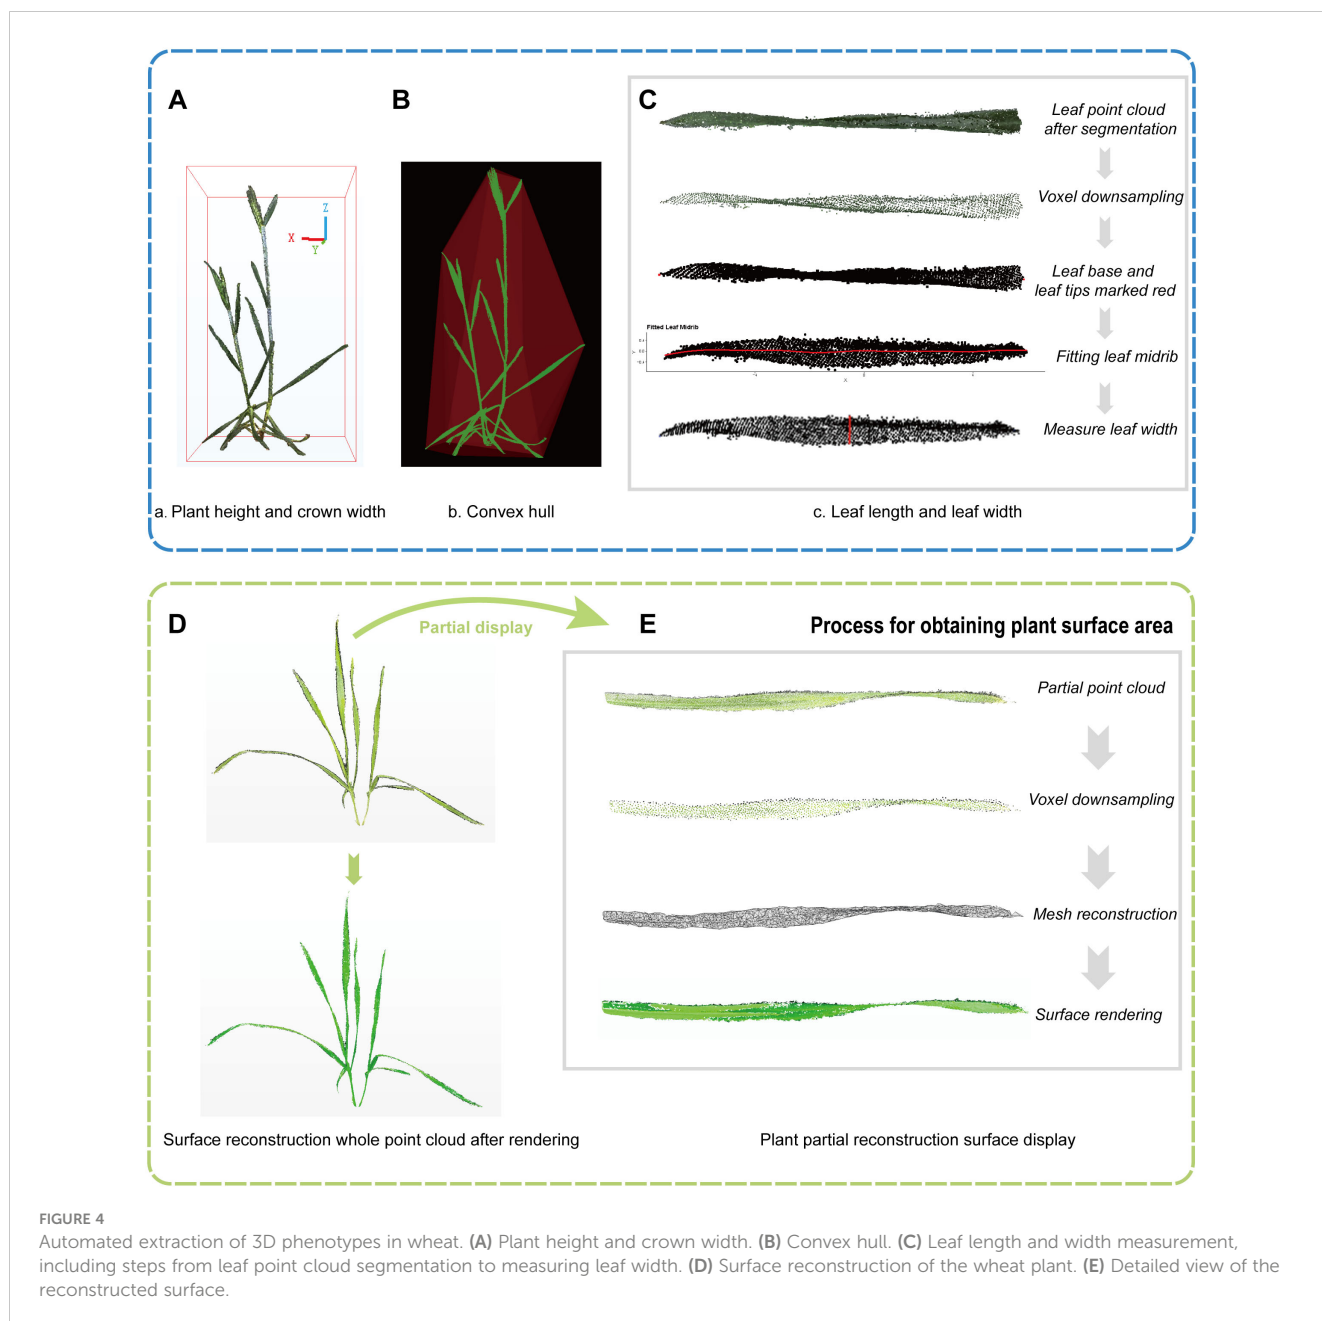 A
B
C
Leaf point cloud
after segmentation
Voxel downsampling
Leaf base and
leaf tips marked red
Fitted Leaf Midrib
Fitting leaf midrib
X
Measure leaf width
Z
X
Y
a. Plant height and crown width
b. Convex hull
c. Leaf length and leaf width
D
Partial display
E
Process for obtaining plant surface area
Partial point cloud
Voxel downsampling
Mesh reconstruction
Surface rendering
Surface reconstruction whole point cloud after rendering
Plant partial reconstruction surface display
FIGURE 4
Automated extraction of 3D phenotypes in wheat. (A) Plant height and crown width. (B) Convex hull. (C) Leaf length and width measurement,
including steps from leaf point cloud segmentation to measuring leaf width. (D) Surface reconstruction of the wheat plant. (E) Detailed view of the
reconstructed surface.